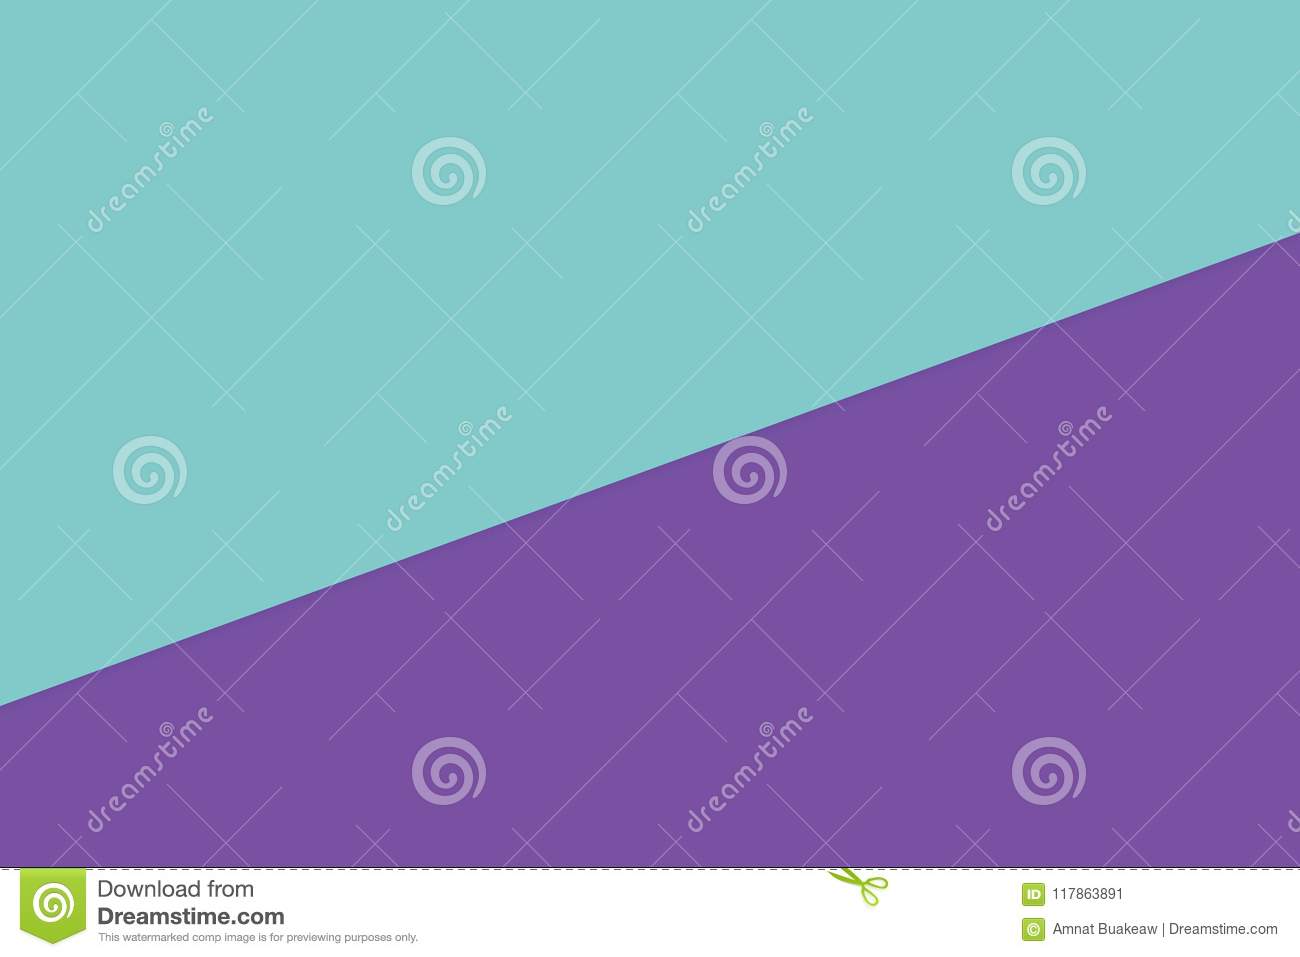 dreamstime
dreamstime
dreamstime
dreamstime
dreamstime
dreamstime
Download from
Dreamstime.com
This watermarked comp image is for previewing purposes only.
ID 117863891
© Amnat Buakeaw | Dreamstime.com